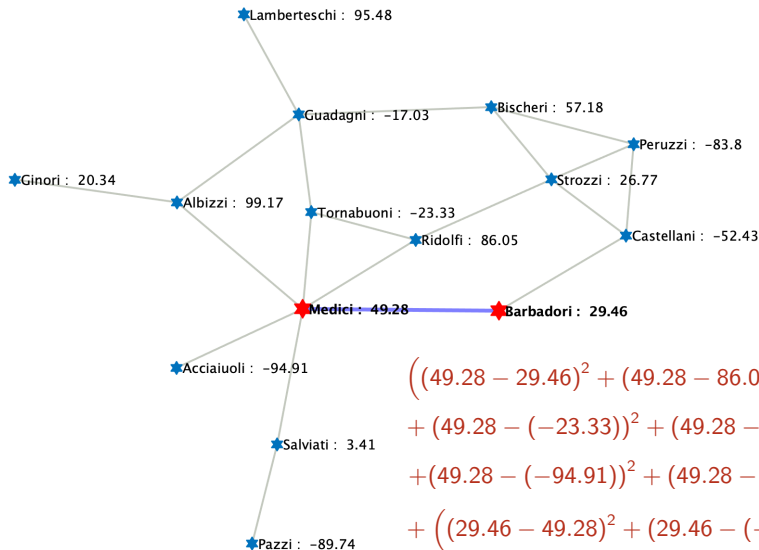 Lamberteschi : 95.48
Bischeri : 57.18
Guadagni : −17.03
Peruzzi : −83.8
Ginori : 20.34
Strozzi : 26.77
Albizzi : 99.17
Tornabuoni : −23.33
Castellani : −52.43
Ridolfi : 86.05
Medici : 49.28
Barbadori : 29.46
Acciaiuoli : −94.91
((49.28 − 29.46)² + (49.28 − 86.0
+ (49.28 − (−23.33))² + (49.28 −
Salviati : 3.41
+(49.28 − (−94.91))² + (49.28 −
+ ((29.46 − 49.28)² + (29.46 − (−
Pazzi : −89.74